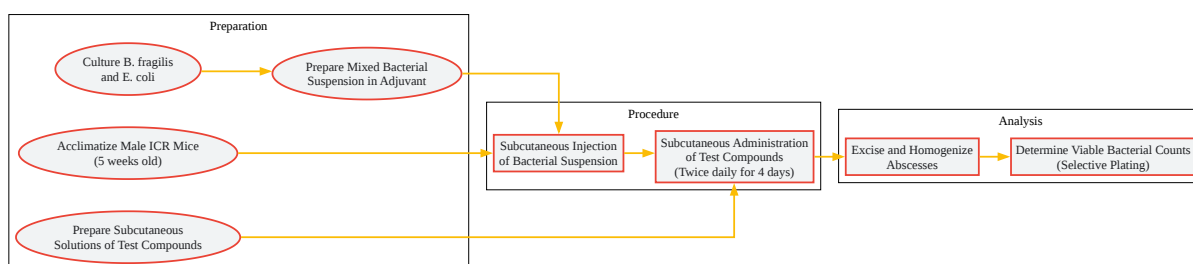 Preparation
Culture B. fragilis
and E. coli
Prepare Mixed Bacterial
Suspension in Adjuvant
Acclimatize Male ICR Mice
(5 weeks old)
Prepare Subcutaneous
Solutions of Test Compounds
Procedure
Subcutaneous Injection
of Bacterial Suspension
Subcutaneous Administration
of Test Compounds
(Twice daily for 4 days)
Analysis
Excise and Homogenize
Abscesses
Determine Viable Bacterial Counts
(Selective Plating)